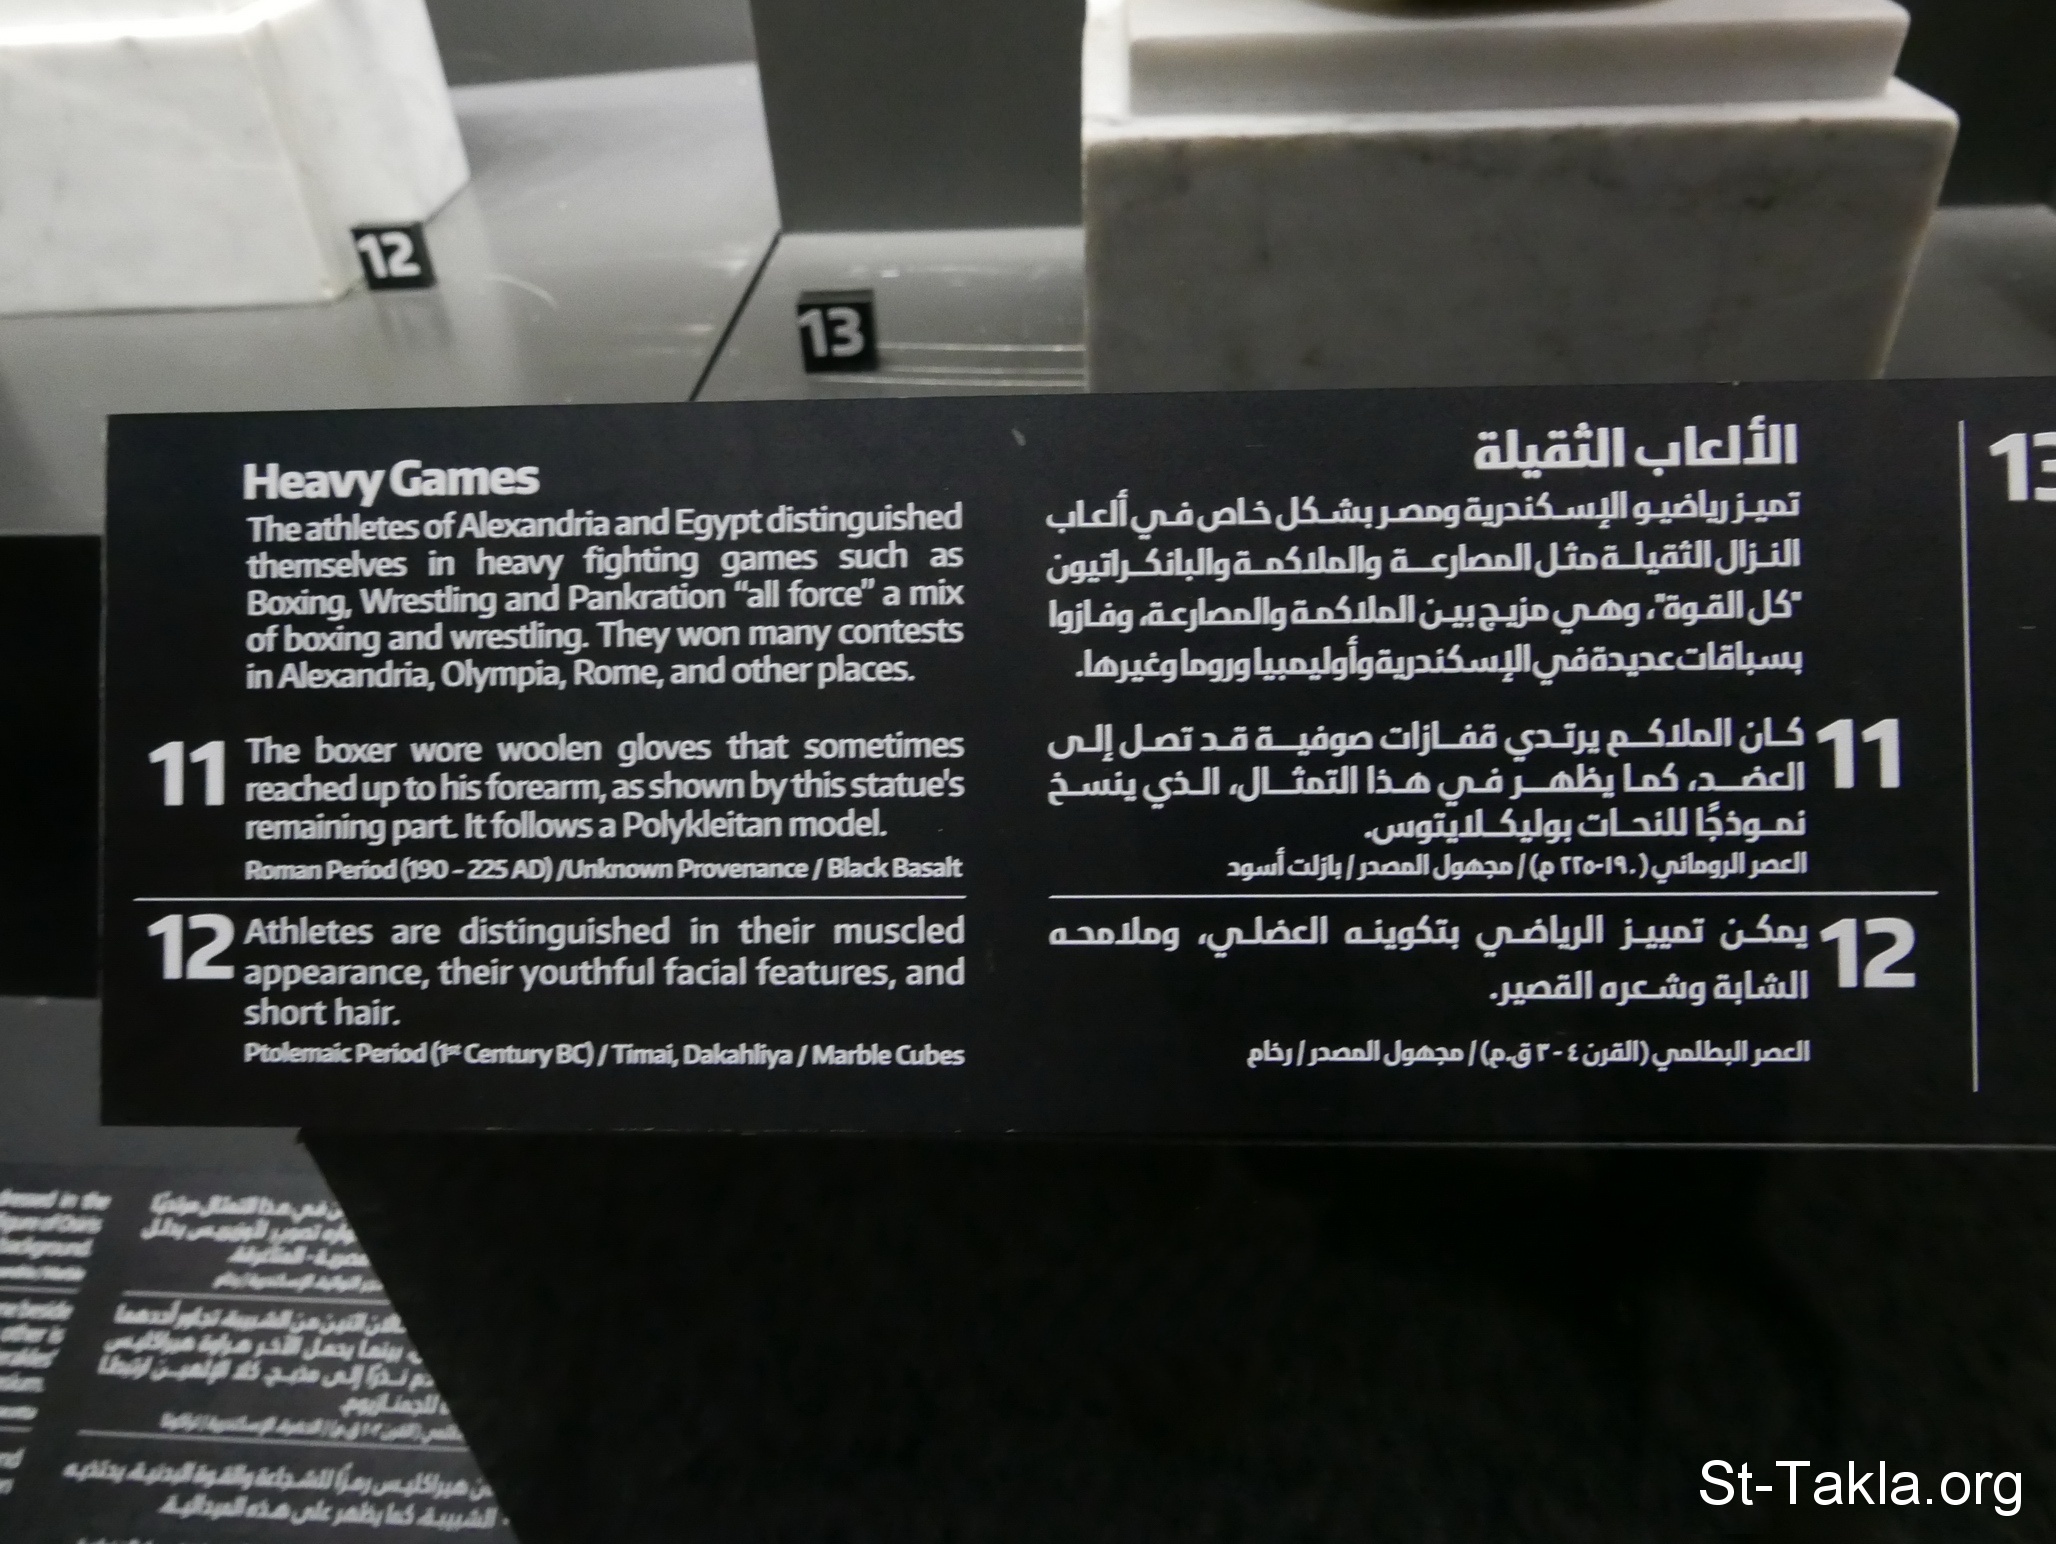 12
13
Heavy Games
The athletes of Alexandria and Egypt distinguished
themselves in heavy fighting games such as
Boxing, Wrestling and Pankration “all force” a mix
of boxing and wrestling. They won many contests
in Alexandria, Olympia, Rome, and other places.
11
The boxer wore woolen gloves that sometimes
reached up to his forearm, as shown by this statue's
remaining part. It follows a Polykleitan model.
Roman Period (190 – 225 AD) /Unknown Provenance / Black Basalt
12
Athletes are distinguished in their muscled
appearance, their youthful facial features, and
short hair.
Ptolemaic Period (1st Century BC) / Timai, Dakahliya / Marble Cubes
الألعاب الثقيلة
تميز رياضيو الإسكندرية ومصر بشكل خاص في ألعاب
النزال الثقيلة مثل المصارعة والملاكمة والبانكراتيون
"كل القوة"، وهي مزيج بين الملاكمة والمصارعة، وفازوا
بسباقات عديدة في الإسكندرية وأوليمبيا وروما وغيرها.
11
كان الملاكم يرتدي قفازات صوفية قد تصل إلى
العضد، كما يظهر في هذا التمثال، الذي ينسخ
نموذجًا للنحات بوليكلايتوس.
العصر الروماني (١٩٠-٢٢٥ م) / مجهول المصدر / بازلت أسود
12
يمكن تمييز الرياضي بتكوينه العضلي، وملامحه
الشابة وشعره القصير.
العصر البطلمي (القرن ٤ - ٣ ق.م) / مجهول المصدر / رخام
13
St-Takla.org